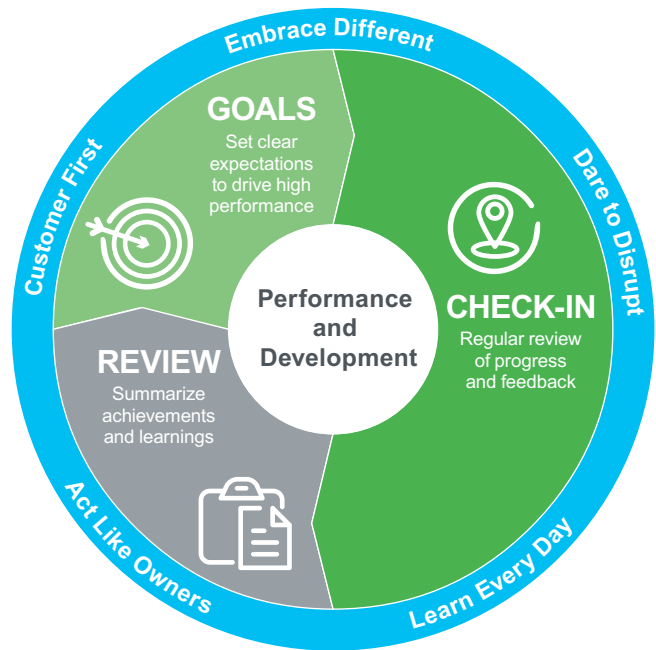 Embrace Different
Dare to Disrupt
Learn Every Day
Act Like Owners
Customer First
GOALS
Set clear
expectations
to drive high
performance
CHECK-IN
Regular review
of progress
and feedback
REVIEW
Summarize
achievements
and learnings
Performance
and
Development